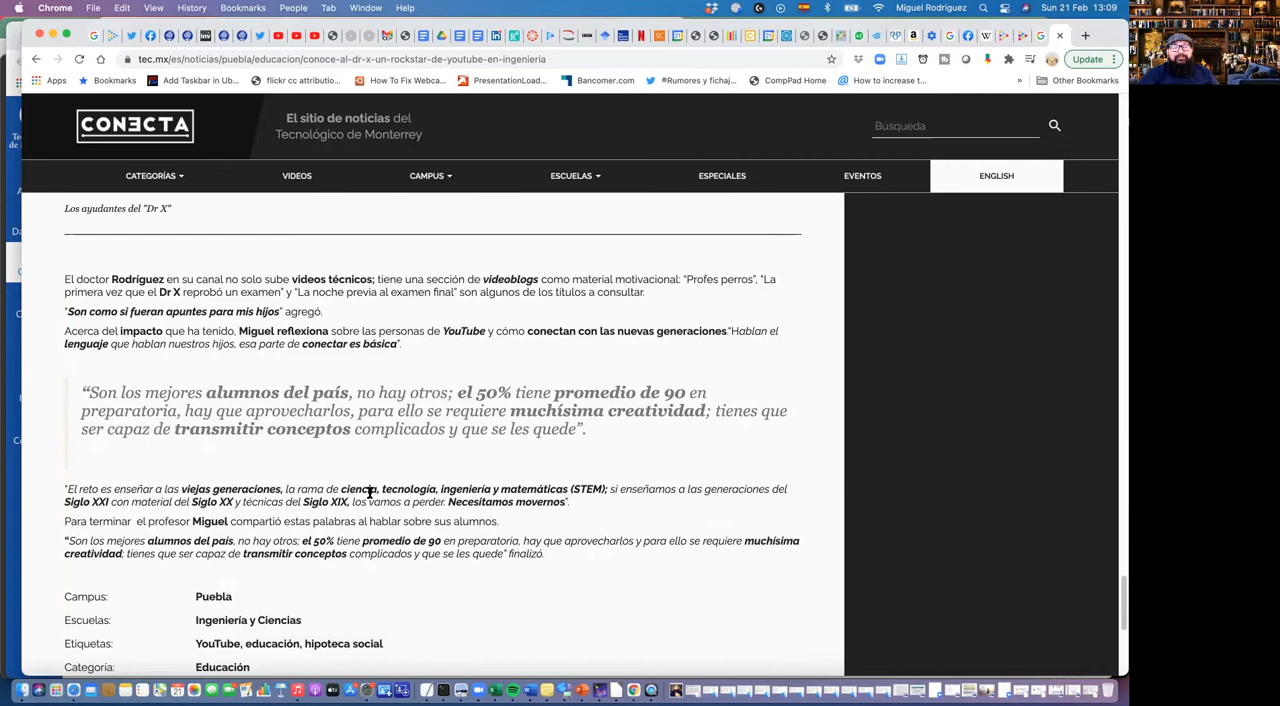 Chrome File Edit View History Bookmarks People Tab Window Help
Miguel Rodriguez Sun 21 Feb 13:09
tec.mx/es/noticias/puebla/educacion/conoce-al-dr-x-un-rockstar-de-youtube-en-ingenieria
Update
Apps Bookmarks Add Taskbar in Ub... flickr cc attributio... How To Fix Webca... PresentationLoad... Bancomer.com ®Rumores y fichaj... CompPad Home How to increase t... » Other Bookmarks
CONECTA
El sitio de noticias del
Tecnológico de Monterrey
Búsqueda
CATEGORÍAS VIDEOS CAMPUS ESCUELAS ESPECIALES EVENTOS ENGLISH
Los ayudantes del "Dr X"
El doctor Rodríguez en su canal no solo sube videos técnicos; tiene una sección de videoblogs como material motivacional: “Profes perros”, “La
primera vez que el Dr X reprobó un examen” y “La noche previa al examen final” son algunos de los títulos a consultar.
“Son como si fueran apuntes para mis hijos” agregó.
Acerca del impacto que ha tenido, Miguel reflexiona sobre las personas de YouTube y cómo conectan con las nuevas generaciones.“Hablan el
lenguaje que hablan nuestros hijos, esa parte de conectar es básica”.
“Son los mejores alumnos del país, no hay otros; el 50% tiene promedio de 90 en
preparatoria, hay que aprovecharlos, para ello se requiere muchísima creatividad; tienes que
ser capaz de transmitir conceptos complicados y que se les quede”.
“El reto es enseñar a las viejas generaciones, la rama de ciencia, tecnología, ingeniería y matemáticas (STEM); si enseñamos a las generaciones del
Siglo XXI con material del Siglo XX y técnicas del Siglo XIX, los vamos a perder. Necesitamos movernos”.
Para terminar el profesor Miguel compartió estas palabras al hablar sobre sus alumnos.
“Son los mejores alumnos del país, no hay otros; el 50% tiene promedio de 90 en preparatoria, hay que aprovecharlos y para ello se requiere muchísima
creatividad; tienes que ser capaz de transmitir conceptos complicados y que se les quede” finalizó.
Campus: Puebla
Escuelas: Ingeniería y Ciencias
Etiquetas: YouTube, educación, hipoteca social
Categoría: Educación